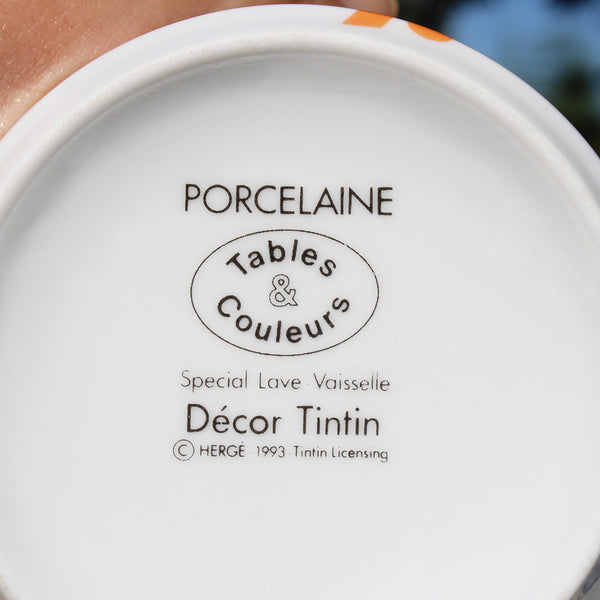 PORCELAINE
Tables
&
Couleurs
Special Lave-Vaisselle
Décor Tintin
© HERGÉ - 1993 - Tintin Licensing